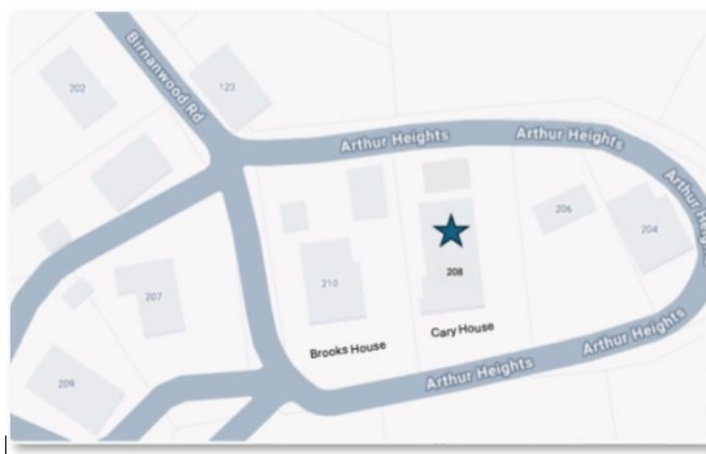 Birnanwood Rd
202
123
Arthur Heights
Arthur Heights
Arthur Heights
206
204
208
210
207
Cary House
Brooks House
Arthur Heights
Arthur Heights
209